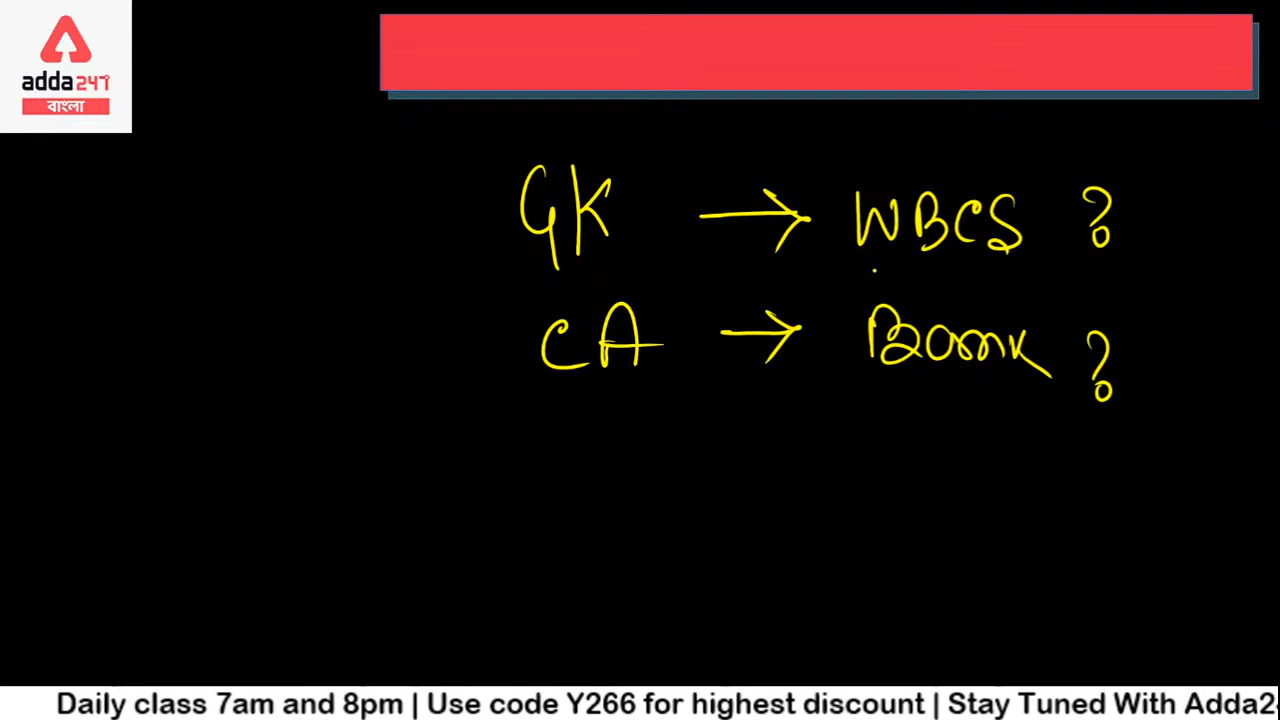 adda247
বাংলা
GK → WBCS ?
CA → Bank ?
Daily class 7am and 8pm | Use code Y266 for highest discount | Stay Tuned With Adda2